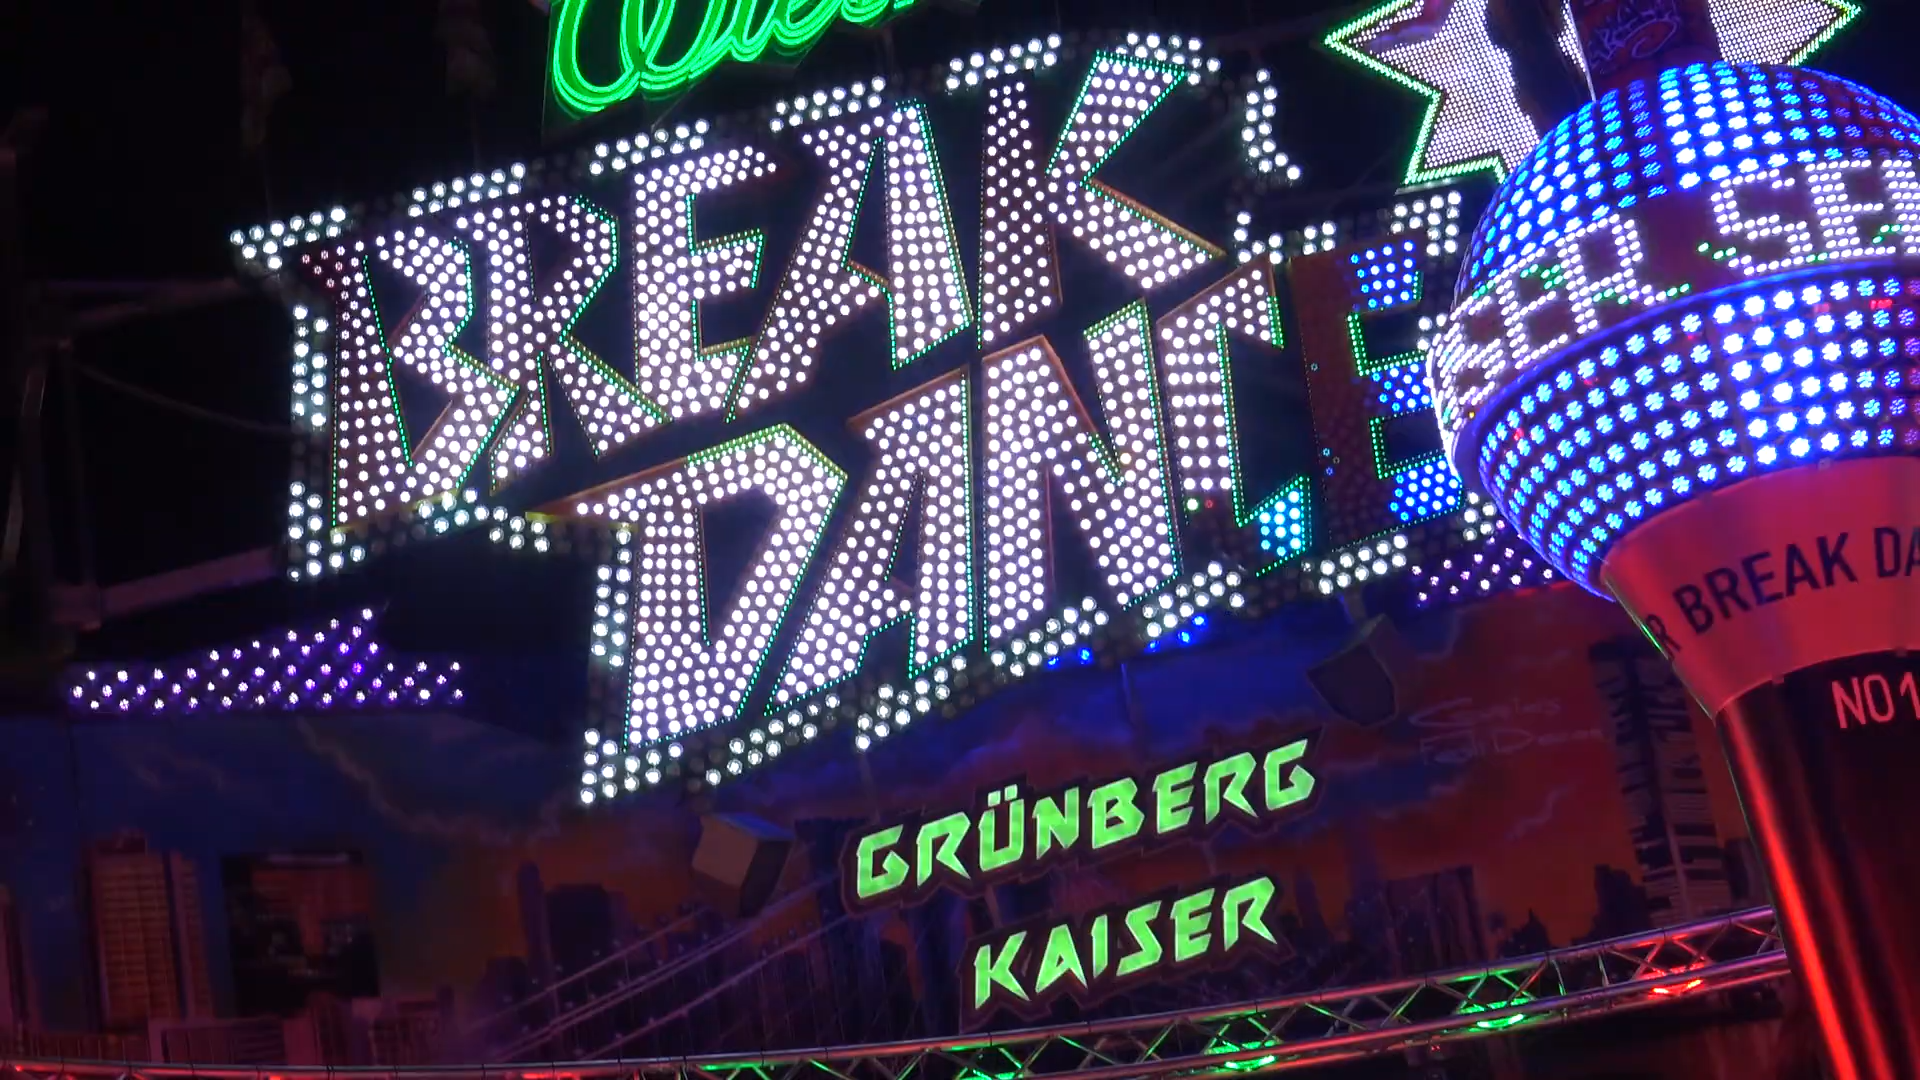 BREAK
DANCE
GRÜNBERG
KAISER
BREAK DA
NO1